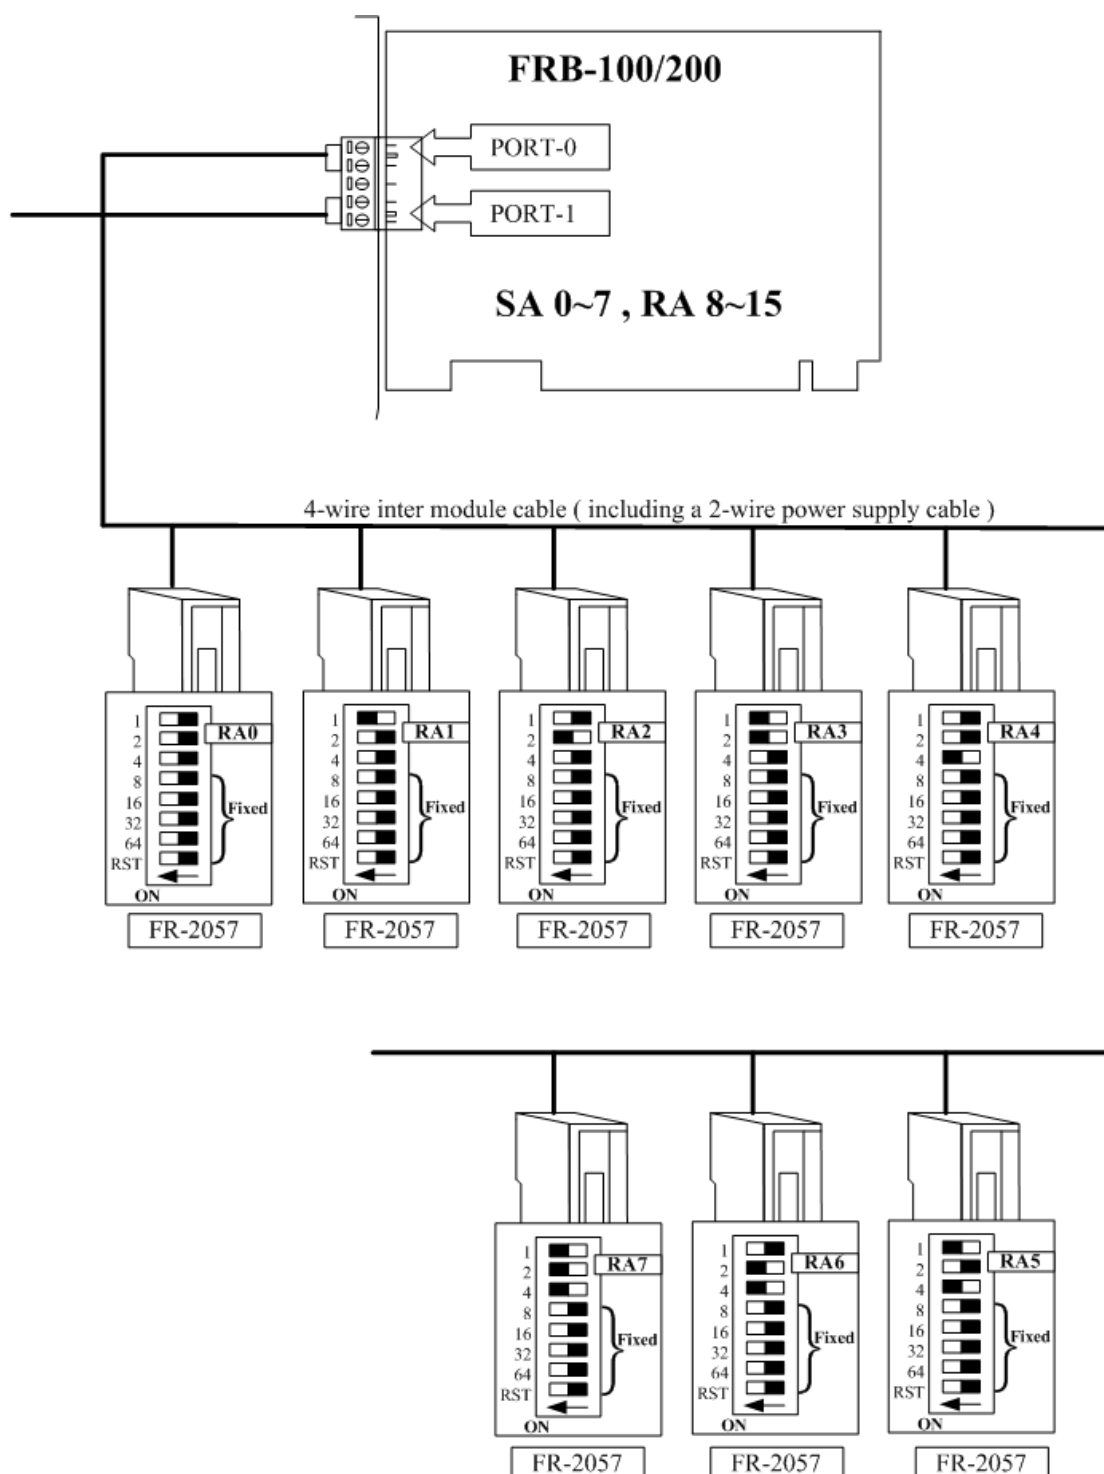 FRB-100/200
PORT-0
PORT-1
SA 0~7 , RA 8~15
4-wire inter module cable ( including a 2-wire power supply cable )
1
2
4
8
16
32
64
RST
RA0
Fixed
ON
FR-2057
1
2
4
8
16
32
64
RST
RA1
Fixed
ON
FR-2057
1
2
4
8
16
32
64
RST
RA2
Fixed
ON
FR-2057
1
2
4
8
16
32
64
RST
RA3
Fixed
ON
FR-2057
1
2
4
8
16
32
64
RST
RA4
Fixed
ON
FR-2057
1
2
4
8
16
32
64
RST
RA7
Fixed
ON
FR-2057
1
2
4
8
16
32
64
RST
RA6
Fixed
ON
FR-2057
1
2
4
8
16
32
64
RST
RA5
Fixed
ON
FR-2057